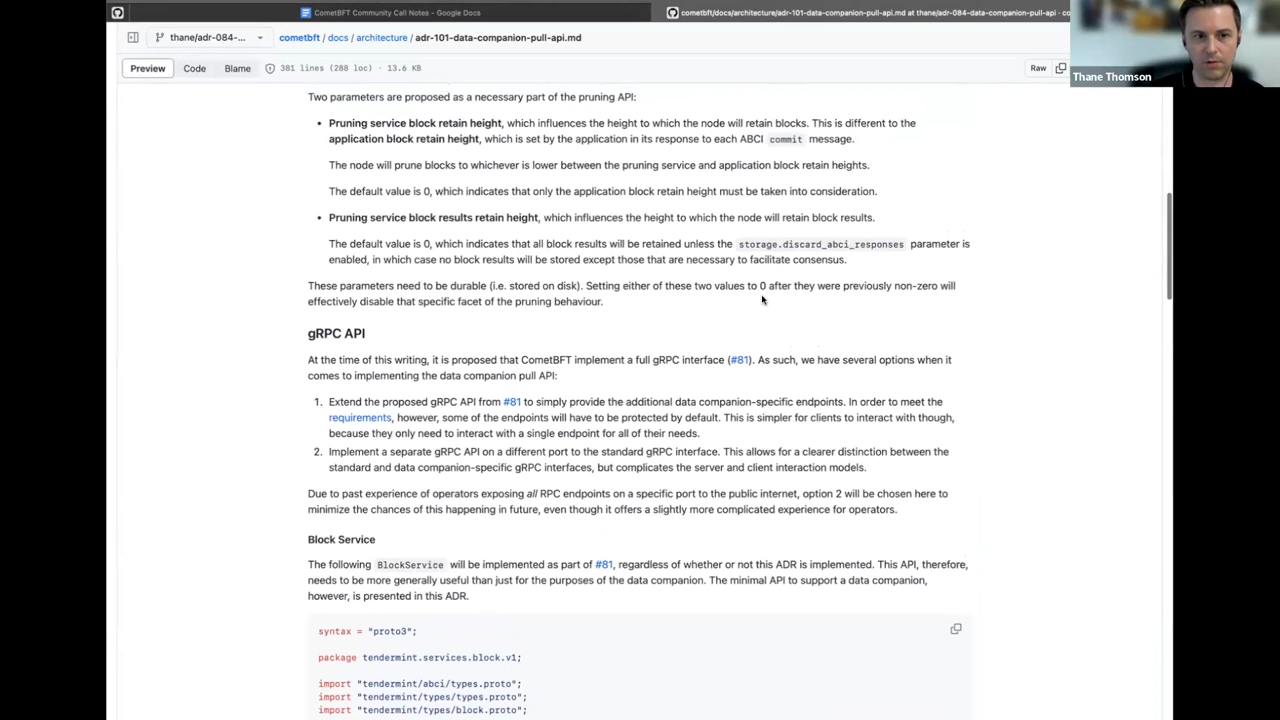 CometBFT Community Call Notes - Google Docs
cometbft/docs/architecture/adr-101-data-companion-pull-api.md at thane/adr-084-data-companion-pull-api · co
thane/adr-084-...
cometbft / docs / architecture / adr-101-data-companion-pull-api.md
Preview Code Blame 381 lines (288 loc) · 13.6 KB Raw
Thane Thomson
Two parameters are proposed as a necessary part of the pruning API:
• Pruning service block retain height, which influences the height to which the node will retain blocks. This is different to the
application block retain height, which is set by the application in its response to each ABCI commit message.
The node will prune blocks to whichever is lower between the pruning service and application block retain heights.
The default value is 0, which indicates that only the application block retain height must be taken into consideration.
• Pruning service block results retain height, which influences the height to which the node will retain block results.
The default value is 0, which indicates that all block results will be retained unless the storage.discard_abci_responses parameter is
enabled, in which case no block results will be stored except those that are necessary to facilitate consensus.
These parameters need to be durable (i.e. stored on disk). Setting either of these two values to 0 after they were previously non-zero will
effectively disable that specific facet of the pruning behaviour.
gRPC API
At the time of this writing, it is proposed that CometBFT implement a full gRPC interface (#81). As such, we have several options when it
comes to implementing the data companion pull API:
1. Extend the proposed gRPC API from #81 to simply provide the additional data companion-specific endpoints. In order to meet the
requirements, however, some of the endpoints will have to be protected by default. This is simpler for clients to interact with though,
because they only need to interact with a single endpoint for all of their needs.
2. Implement a separate gRPC API on a different port to the standard gRPC interface. This allows for a clearer distinction between the
standard and data companion-specific gRPC interfaces, but complicates the server and client interaction models.
Due to past experience of operators exposing all RPC endpoints on a specific port to the public internet, option 2 will be chosen here to
minimize the chances of this happening in future, even though it offers a slightly more complicated experience for operators.
Block Service
The following BlockService will be implemented as part of #81, regardless of whether or not this ADR is implemented. This API, therefore,
needs to be more generally useful than just for the purposes of the data companion. The minimal API to support a data companion,
however, is presented in this ADR.
syntax = "proto3";
package tendermint.services.block.v1;
import "tendermint/abci/types.proto";
import "tendermint/types/types.proto";
import "tendermint/types/block.proto";